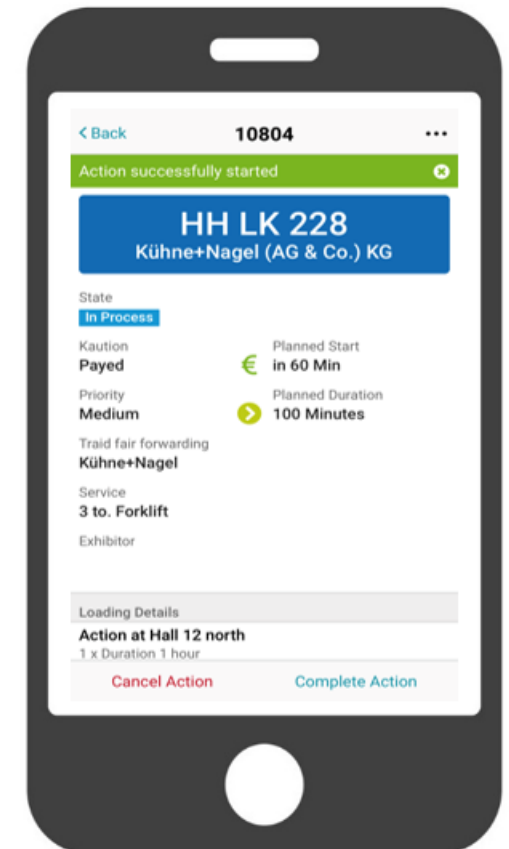 Back 10804 •••
Action successfully started
HH LK 228
Kühne+Nagel (AG & Co.) KG
State
In Process
Kaution Planned Start
Payed € in 60 Min
Priority Planned Duration
Medium 100 Minutes
Traid fair forwarding
Kühne+Nagel
Service
3 to. Forklift
Exhibitor
Loading Details
Action at Hall 12 north
1 x Duration 1 hour
Cancel Action Complete Action